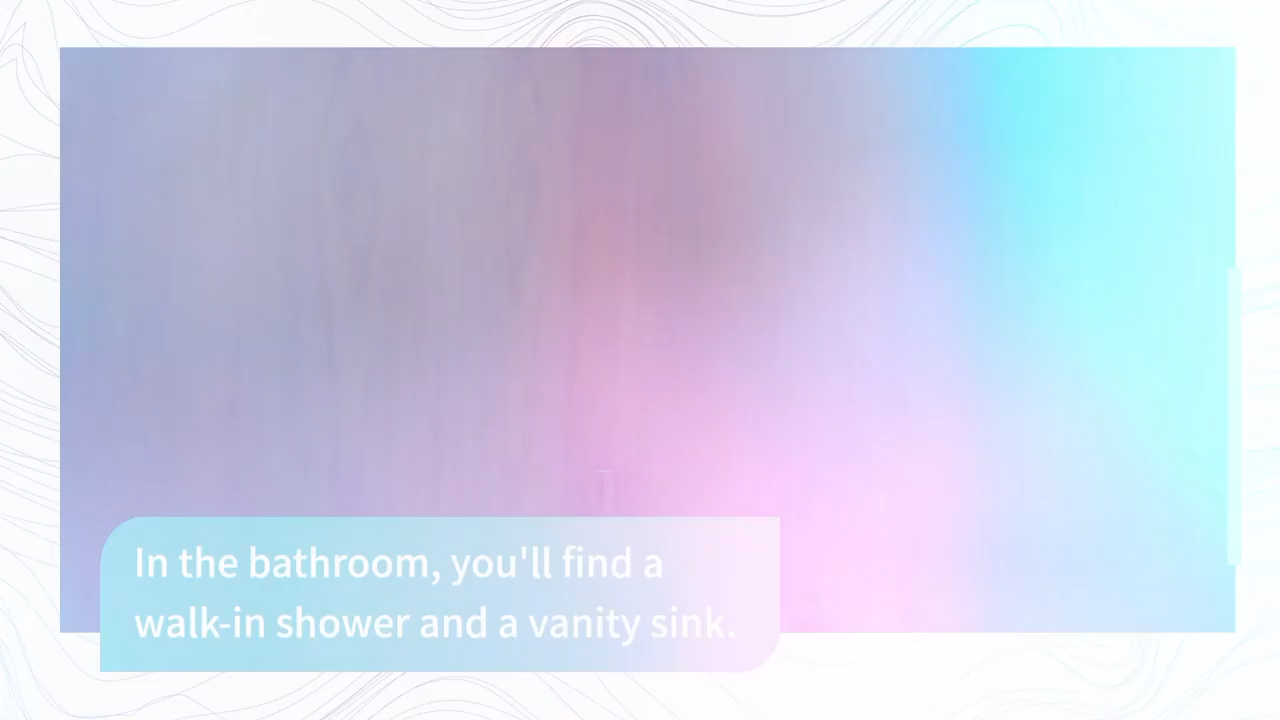 In the bathroom, you'll find a
walk-in shower and a vanity sink.